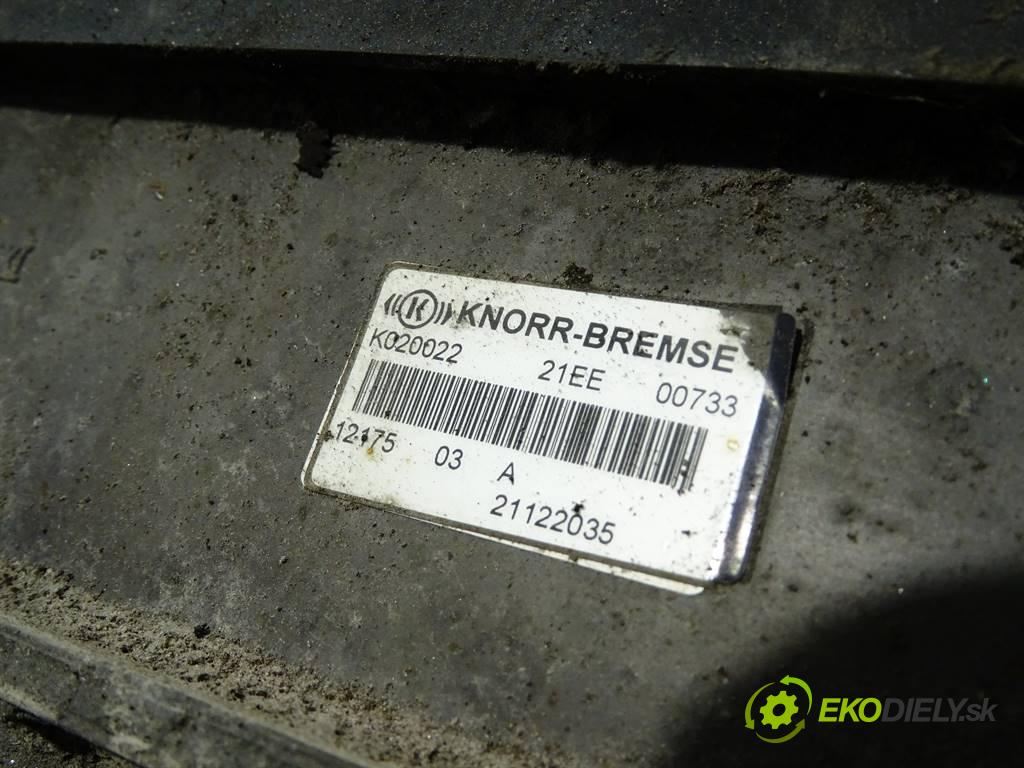 ((K)) KNORR-BREMSE
K020022 21EE 00733
12175 03 A
21122035
EKODIELY.sk